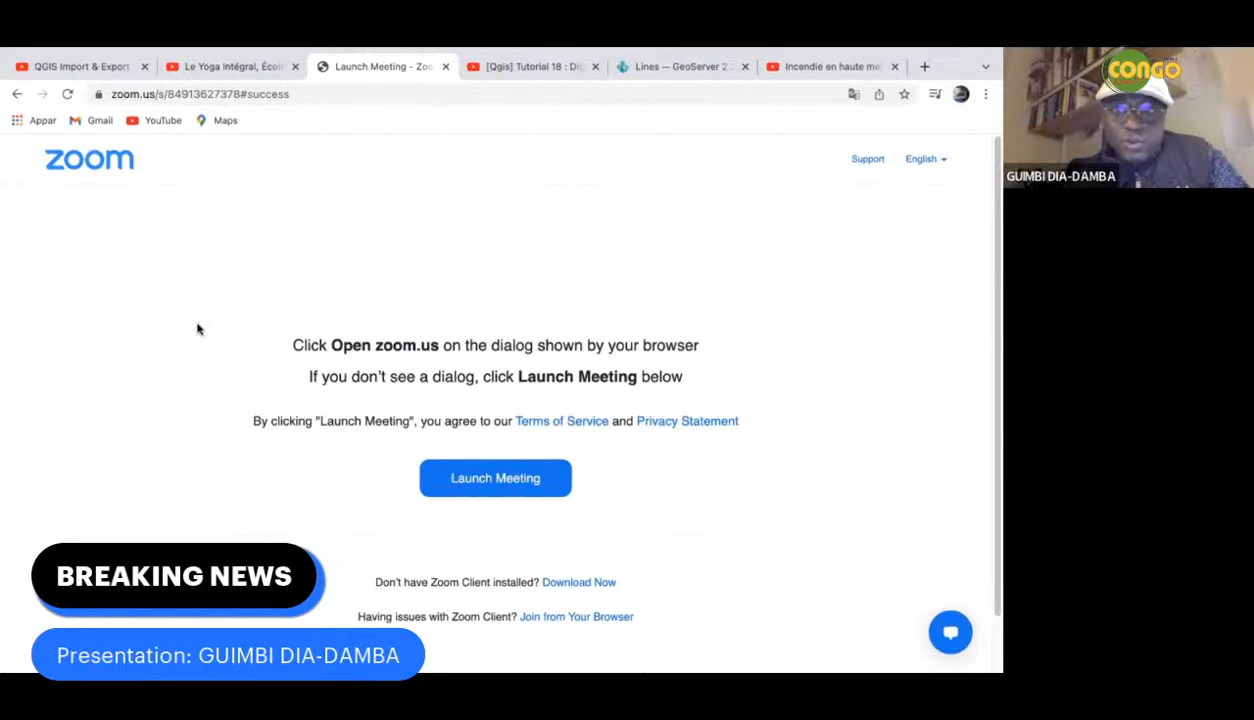 QGIS Import & Export
Le Yoga Intégral, Écol
Launch Meeting - Zoo
[Qgis] Tutorial 18 : Dig
Lines — GeoServer 2.
Incendie en haute me
zoom.us/s/84913627378#success
Appar
Gmail
YouTube
Maps
zoom
Support
English
CONGO
GUIMBI DIA-DAMBA
Click Open zoom.us on the dialog shown by your browser
If you don't see a dialog, click Launch Meeting below
By clicking "Launch Meeting", you agree to our Terms of Service and Privacy Statement
Launch Meeting
Don't have Zoom Client installed? Download Now
Having issues with Zoom Client? Join from Your Browser
BREAKING NEWS
Presentation: GUIMBI DIA-DAMBA